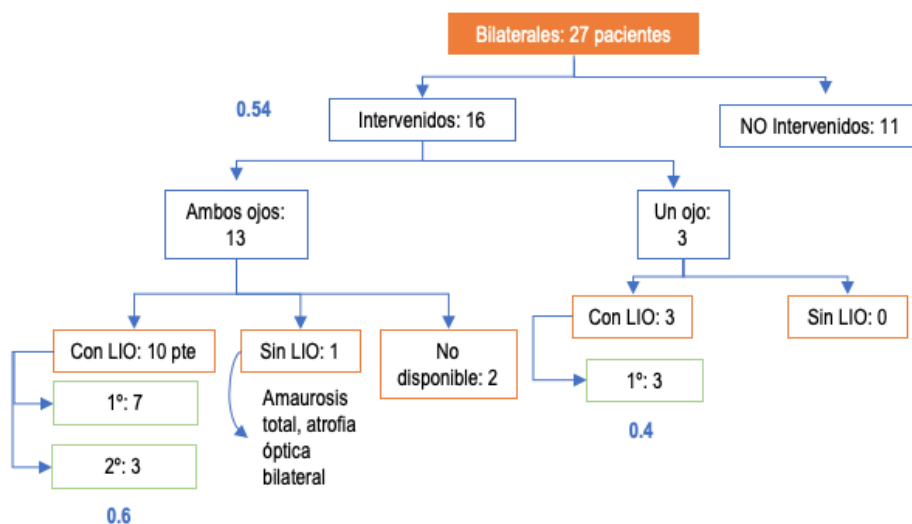 Bilaterales: 27 pacientes
0.54
Intervenidos: 16
NO Intervenidos: 11
Ambos ojos:
13
Un ojo:
3
Con LIO: 10 pte
Sin LIO: 1
No
disponible: 2
Con LIO: 3
Sin LIO: 0
1º: 7
Amaurosis
total, atrofia
óptica
bilateral
1º: 3
2º: 3
0.4
0.6